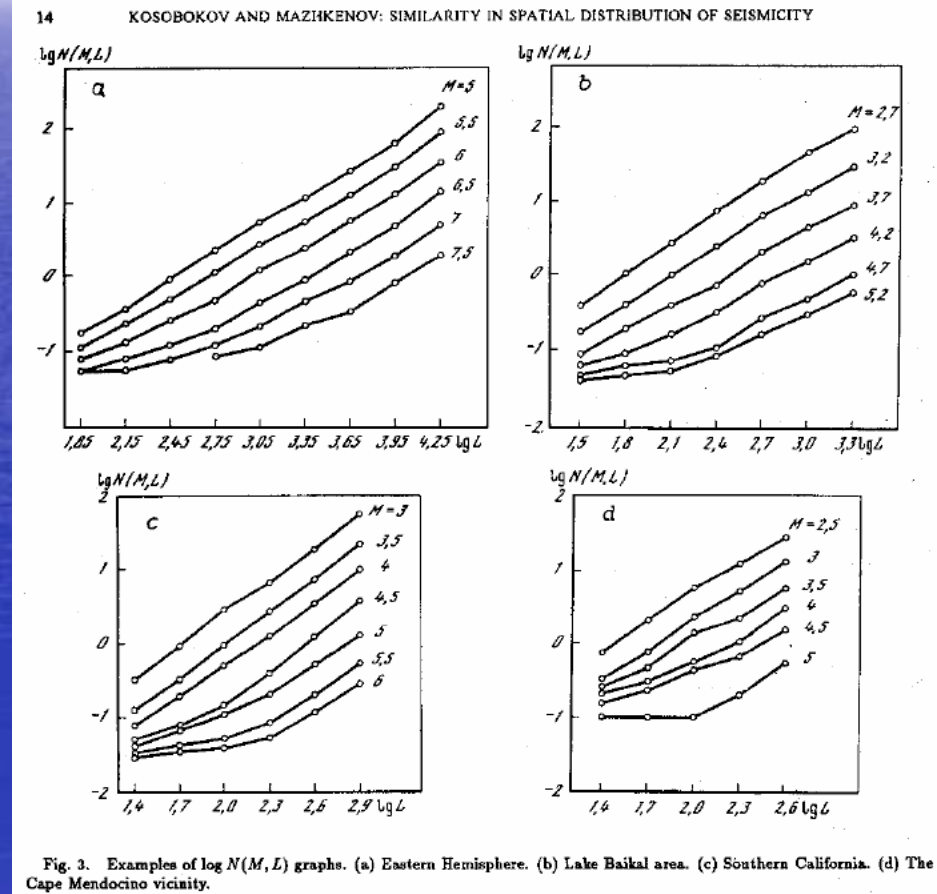 14 KOSOBOKOV AND MAZHKENOV: SIMILARITY IN SPATIAL DISTRIBUTION OF SEISMICITY
lg N(M,L)
a
M=5
5,5
6
6,5
7
7,5
2
1
0
-1
1,85 2,15 2,45 2,75 3,05 3,35 3,65 3,95 4,25 lg L
lg N(M,L)
b
M=2,7
3,2
3,7
4,2
4,7
5,2
2
1
0
-1
-2
1,5 1,8 2,1 2,4 2,7 3,0 3,3 lg L
lg N(M,L)
c
M=3
3,5
4
4,5
5
5,5
6
2
1
0
-1
-2
1,4 1,7 2,0 2,3 2,6 2,9 lg L
lg N(M,L)
d
M=2,5
3
3,5
4
4,5
5
2
1
0
-1
-2
1,4 1,7 2,0 2,3 2,6 lg L
Fig. 3. Examples of log N(M, L) graphs. (a) Eastern Hemisphere. (b) Lake Baikal area. (c) Southern California. (d) The
Cape Mendocino vicinity.